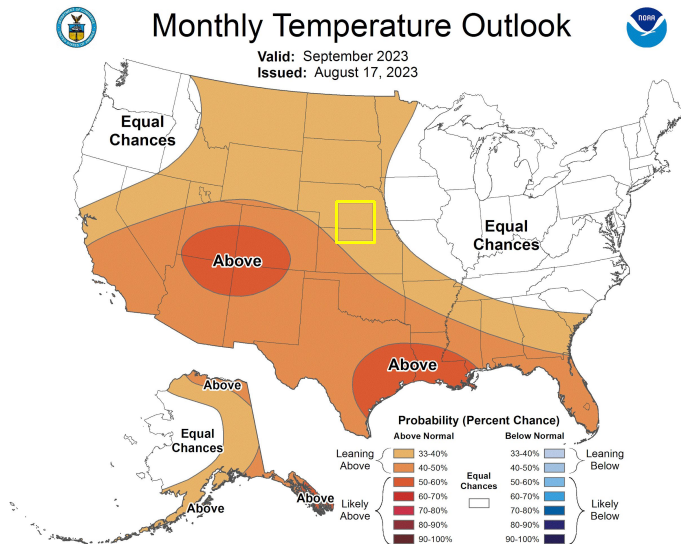 Monthly Temperature Outlook
NOAA
Valid: September 2023
Issued: August 17, 2023
Equal
Chances
Equal
Chances
Above
Above
Above
Equal
Chances
Above
Above
Probability (Percent Chance)
Above Normal
Below Normal
Leaning
Above
33-40%
40-50%
Likely
Above
50-60%
60-70%
70-80%
80-90%
90-100%
Equal
Chances
33-40%
40-50%
Leaning
Below
50-60%
60-70%
70-80%
80-90%
90-100%
Likely
Below